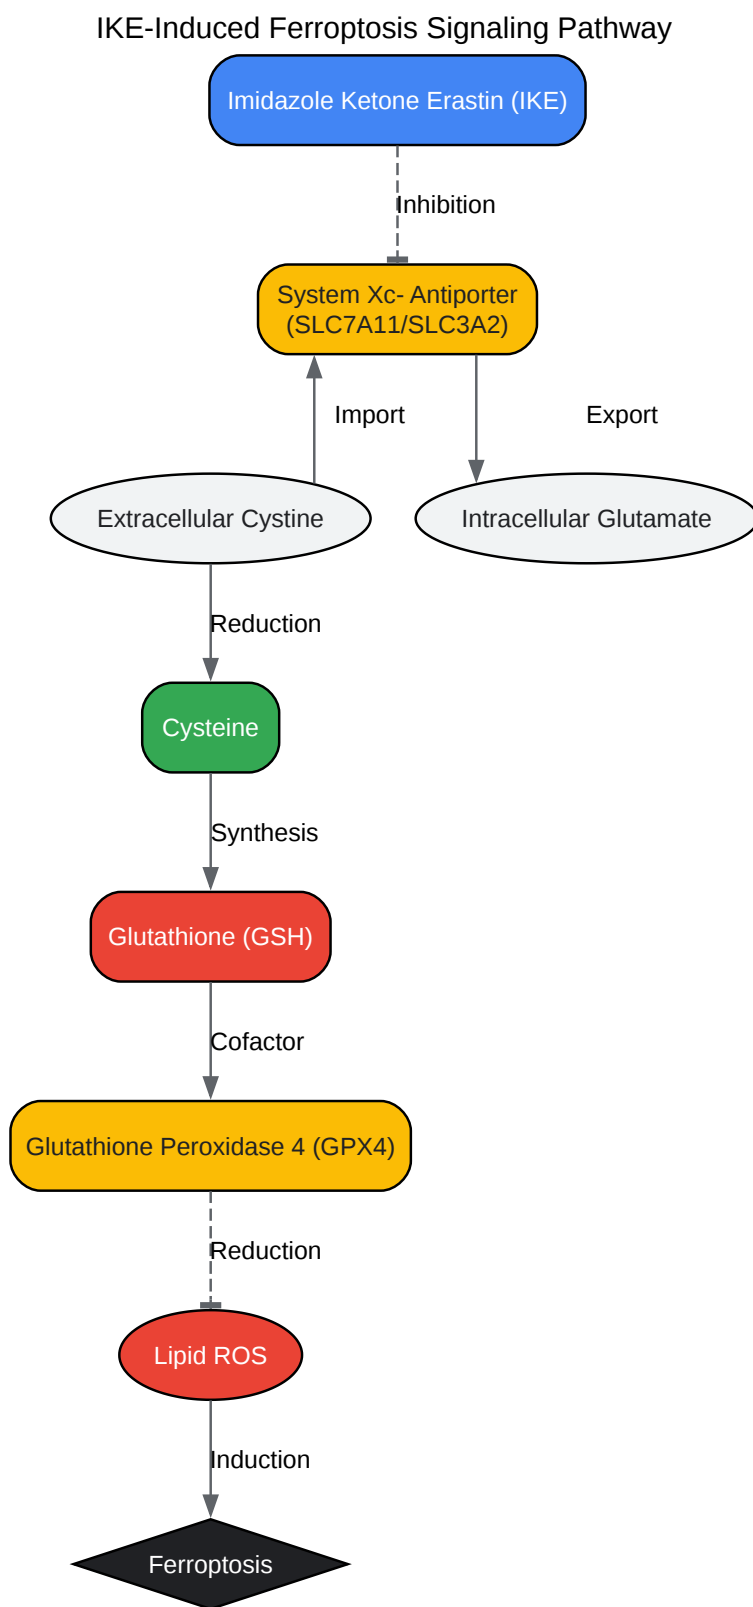 IKE-Induced Ferroptosis Signaling Pathway
Imidazole Ketone Erastin (IKE)
Inhibition
System Xc- Antiporter
(SLC7A11/SLC3A2)
Import
Export
Extracellular Cystine
Intracellular Glutamate
Reduction
Cysteine
Synthesis
Glutathione (GSH)
Cofactor
Glutathione Peroxidase 4 (GPX4)
Reduction
Lipid ROS
Induction
Ferroptosis